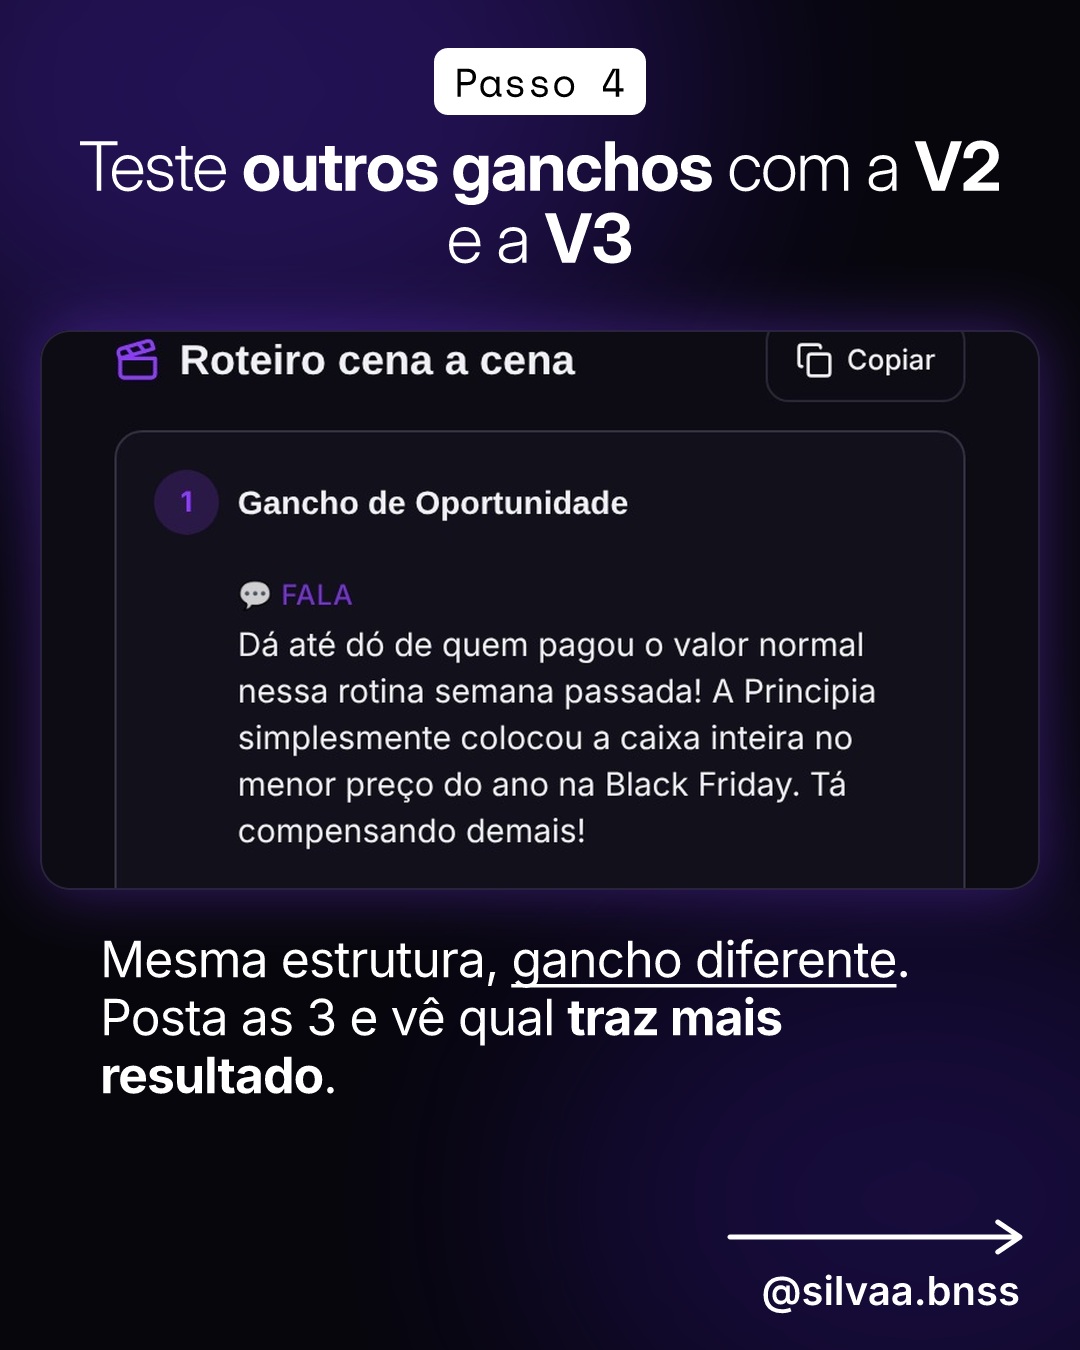 Passo 4
Teste outros ganchos com a V2
e a V3
Roteiro cena a cena
Copiar
1
Gancho de Oportunidade
💬 FALA
Dá até dó de quem pagou o valor normal
nessa rotina semana passada! A Principia
simplesmente colocou a caixa inteira no
menor preço do ano na Black Friday. Tá
compensando demais!
Mesma estrutura, gancho diferente.
Posta as 3 e vê qual traz mais
resultado.
@silvaa.bnss